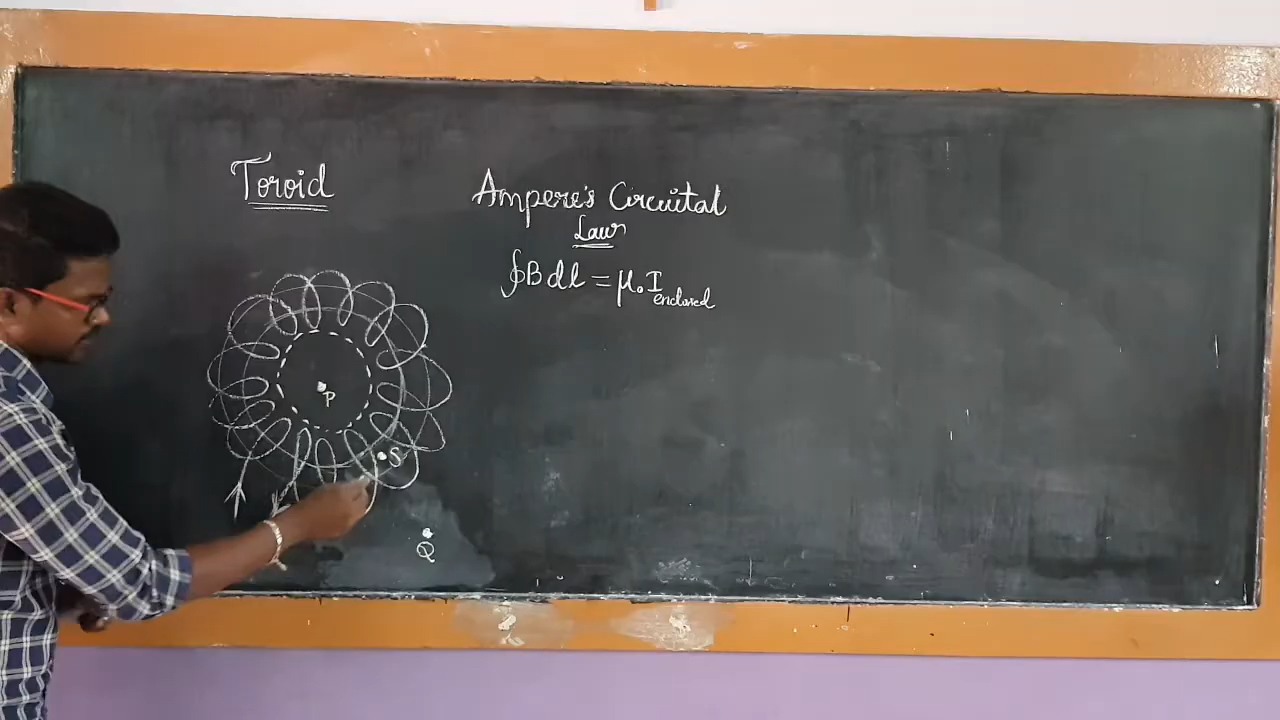 Toroid
Ampere's Circuital
Law
∮B dl = μ₀ I enclosed
P
S
Q